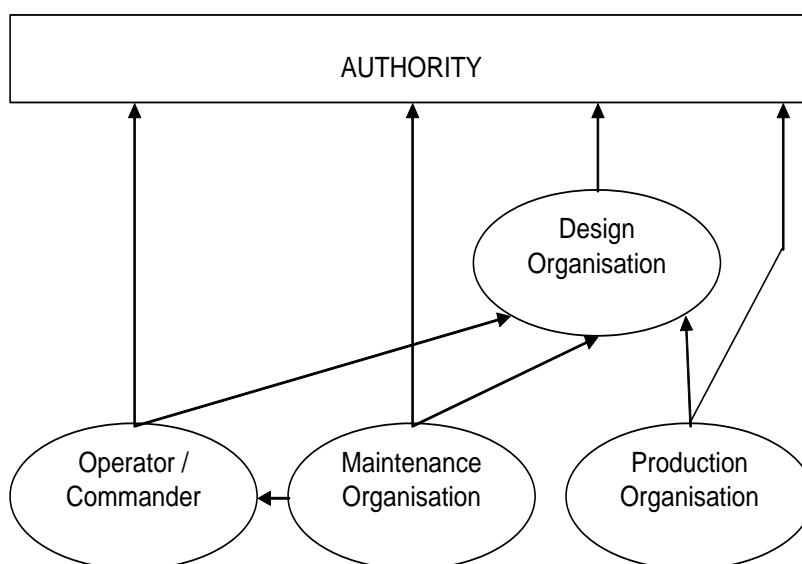 AUTHORITY
Design
Organisation
Operator /
Commander
Maintenance
Organisation
Production
Organisation